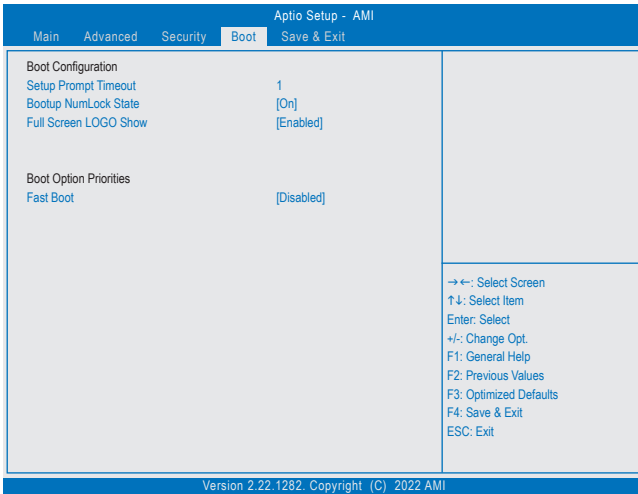 Aptio Setup - AMI
Main Advanced Security Boot Save & Exit
Boot Configuration
Setup Prompt Timeout 1
Bootup NumLock State [On]
Full Screen LOGO Show [Enabled]
Boot Option Priorities
Fast Boot [Disabled]
→←: Select Screen
↑↓: Select Item
Enter: Select
+/-: Change Opt.
F1: General Help
F2: Previous Values
F3: Optimized Defaults
F4: Save & Exit
ESC: Exit
Version 2.22.1282. Copyright (C) 2022 AMI